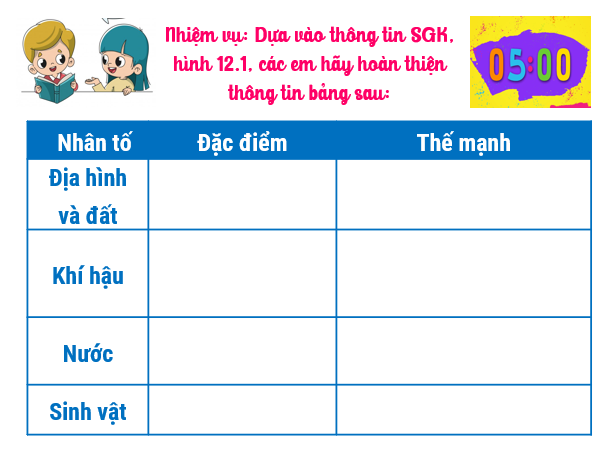 Nhiệm vụ: Dựa vào thông tin SGK,
hình 12.1, các em hãy hoàn thiện
thông tin bảng sau:
05:00
Nhân tố Đặc điểm Thế mạnh
Địa hình
và đất
Khí hậu
Nước
Sinh vật